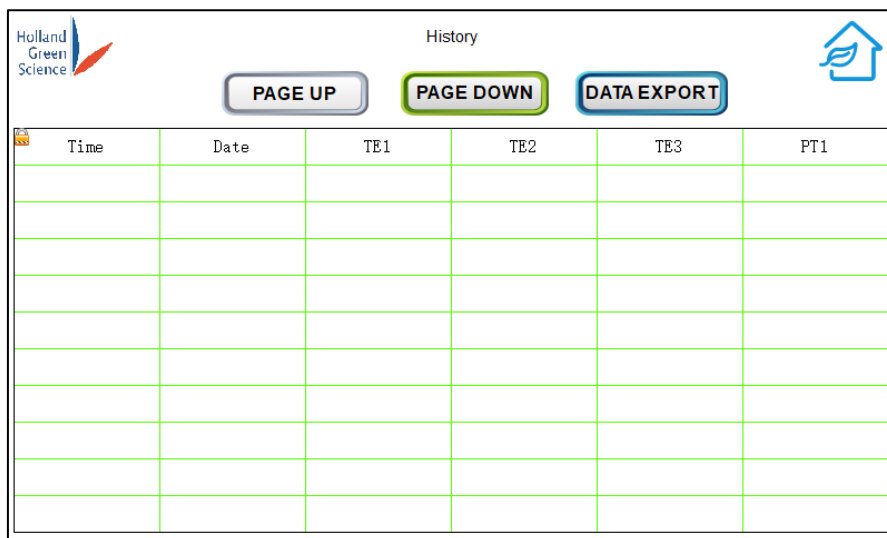 Holland
Green
Science
History
PAGE UP PAGE DOWN DATA EXPORT
Time Date TE1 TE2 TE3 PT1